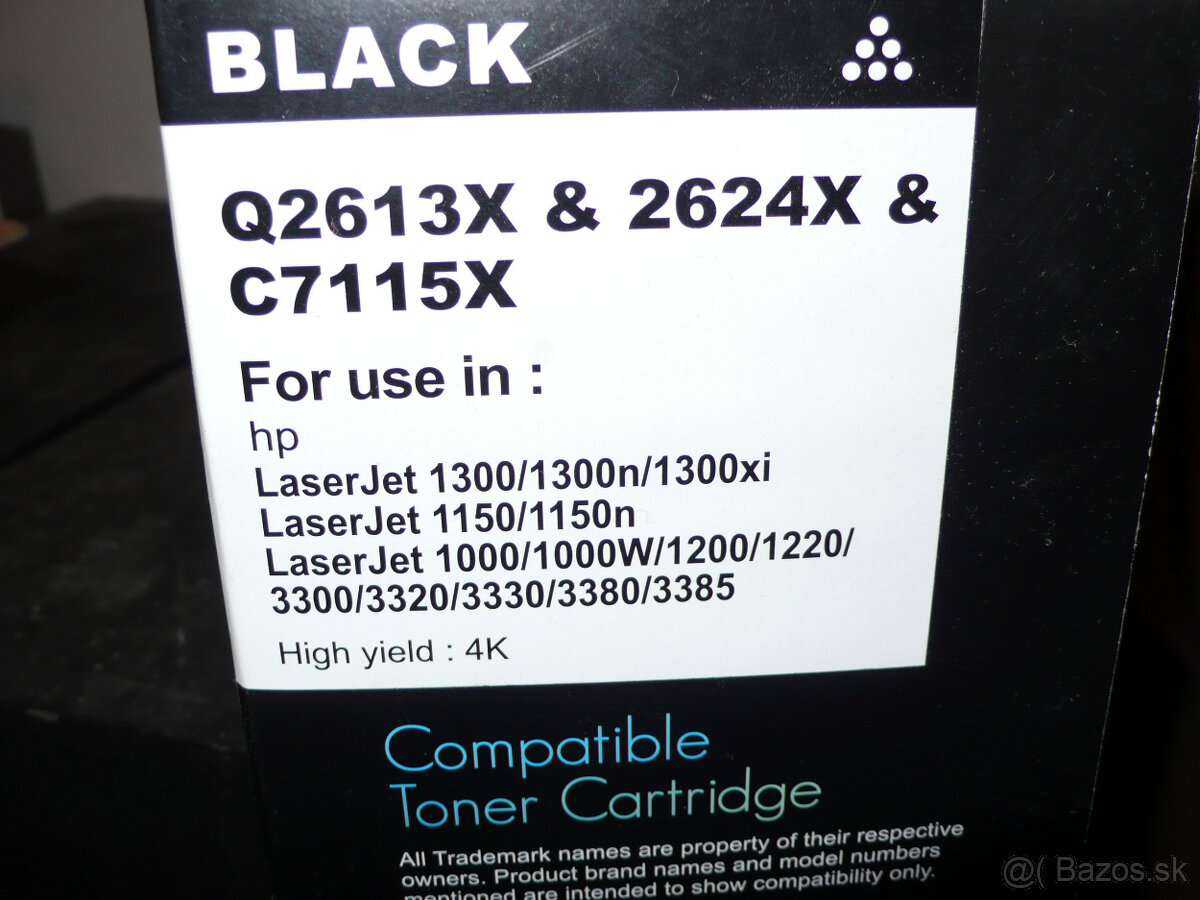 BLACK
Q2613X & 2624X &
C7115X
For use in :
hp
LaserJet 1300/1300n/1300xi
LaserJet 1150/1150n
LaserJet 1000/1000W/1200/1220/
3300/3320/3330/3380/3385
High yield : 4K
Compatible
Toner Cartridge
All Trademark names are property of their respective
owners. Product brand names and model numbers
mentioned are intended to show compatibility only.
@( Bazos.sk